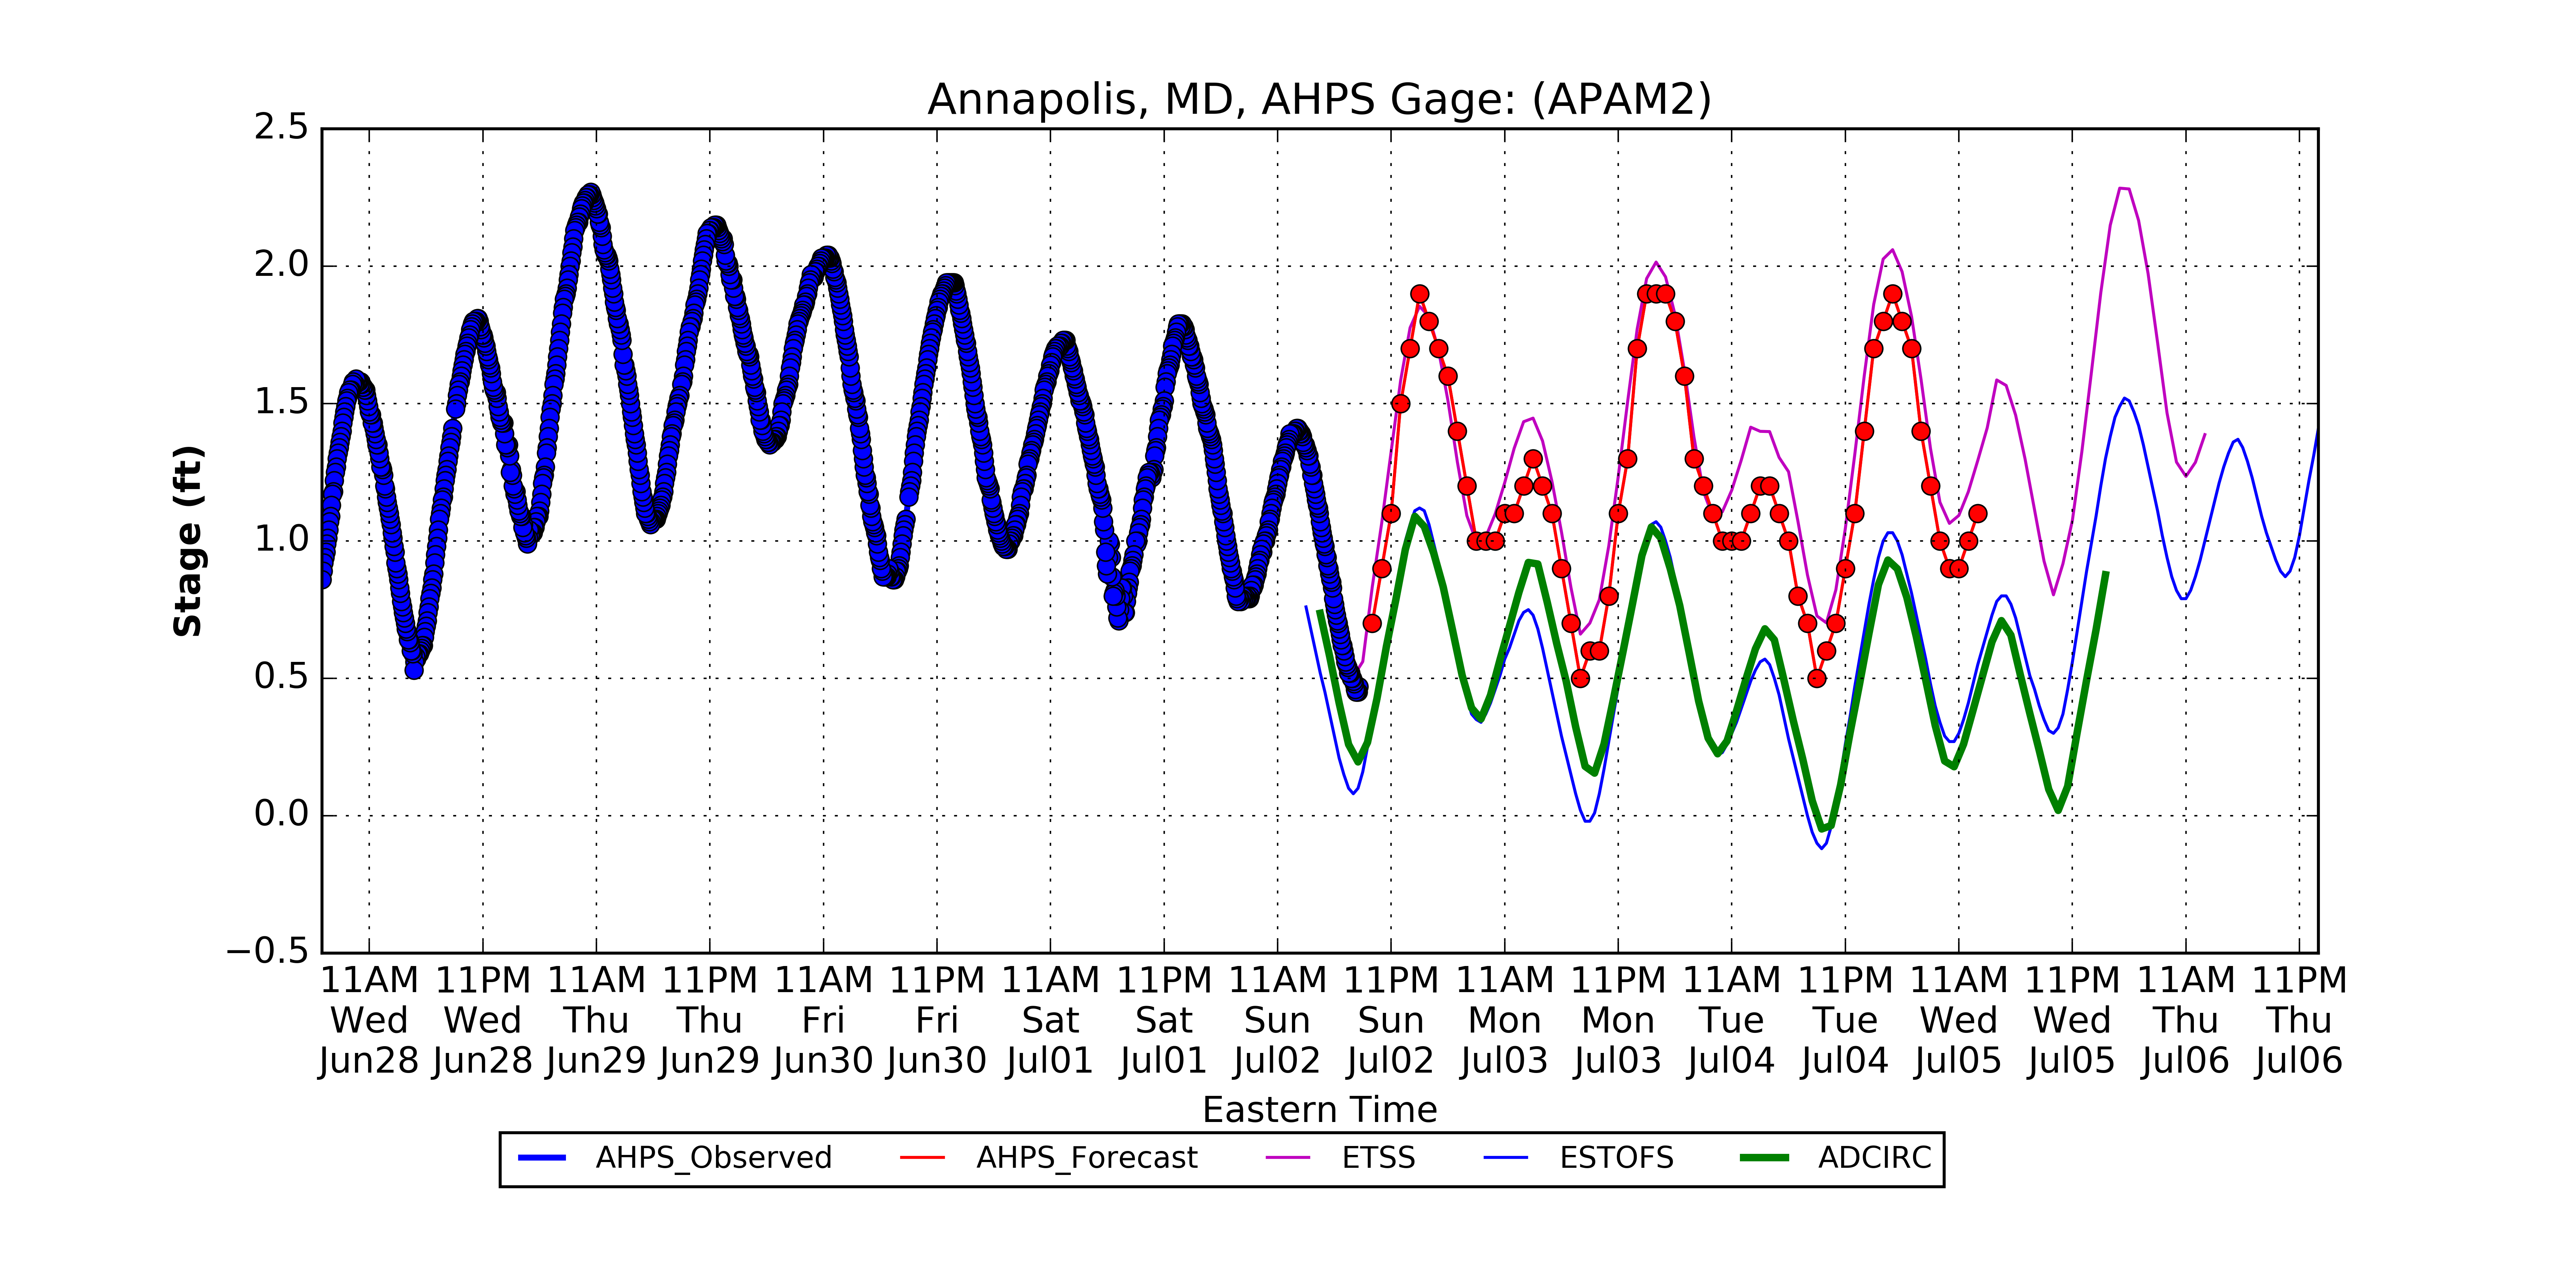 Annapolis, MD, AHPS Gage: (APAM2)
2.5
2.0
1.5
1.0
0.5
0.0
−0.5
Stage (ft)
11AM 11PM 11AM 11PM 11AM 11PM 11AM 11PM 11AM 11PM 11AM 11PM 11AM 11PM 11AM 11PM 11AM 11PM
Wed Wed Thu Thu Fri Fri Sat Sat Sun Sun Mon Mon Tue Tue Wed Wed Thu Thu
Jun28 Jun28 Jun29 Jun29 Jun30 Jun30 Jul01 Jul01 Jul02 Jul02 Jul03 Jul03 Jul04 Jul04 Jul05 Jul05 Jul06 Jul06
Eastern Time
AHPS_Observed AHPS_Forecast ETSS ESTOFS ADCIRC